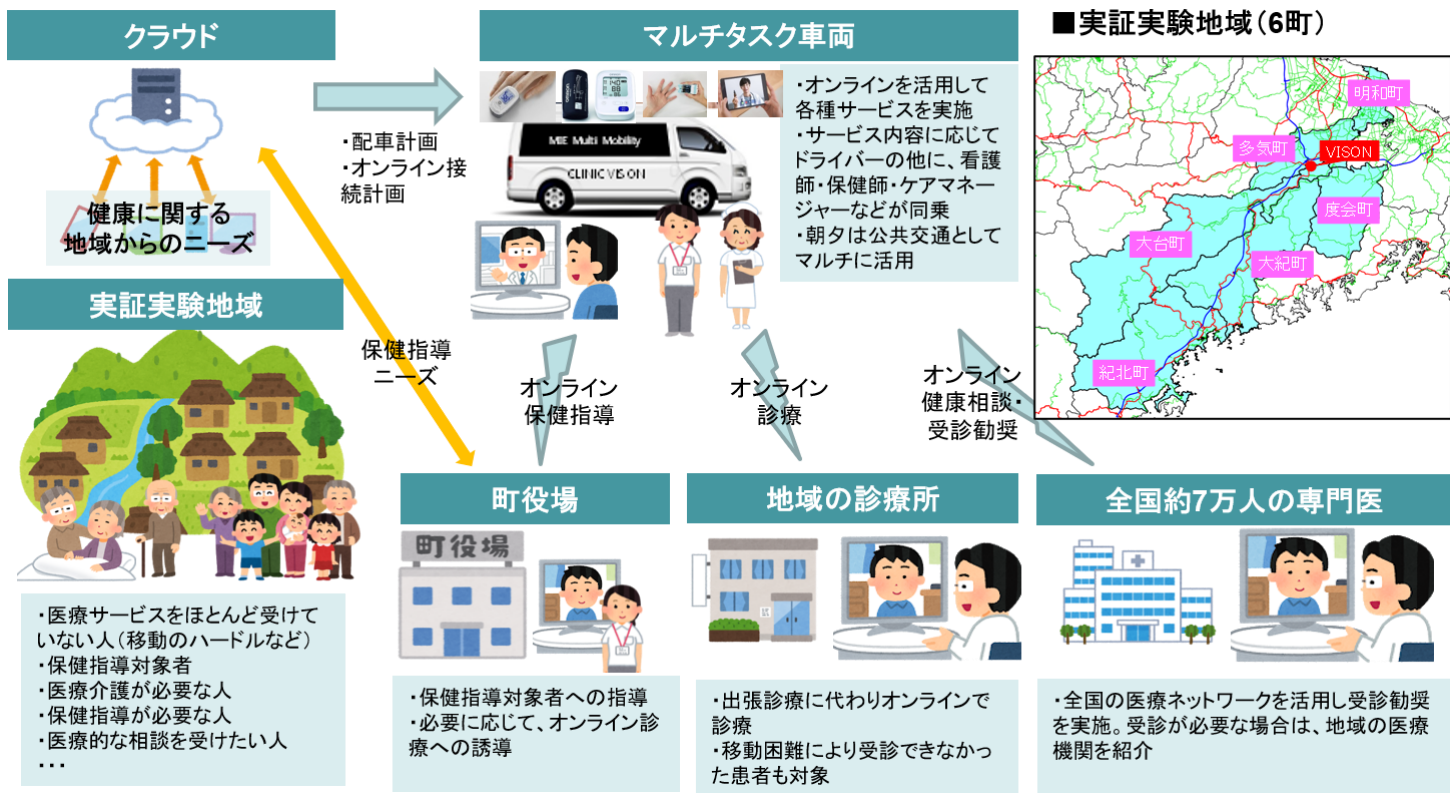 クラウド
健康に関する
地域からのニーズ
・配車計画
・オンライン接
続計画
マルチタスク車両
MIE Multi Mobility
CLINIC VISON
・オンラインを活用して
各種サービスを実施
・サービス内容に応じて
ドライバーの他に、看護
師・保健師・ケアマネー
ジャーなどが同乗
・朝夕は公共交通として
マルチに活用
■実証実験地域（6町）
明和町
多気町
VISON
度会町
大台町
大紀町
紀北町
実証実験地域
・医療サービスをほとんど受けて
いない人（移動のハードルなど）
・保健指導対象者
・医療介護が必要な人
・保健指導が必要な人
・医療的な相談を受けたい人
・・・
保健指導
ニーズ
オンライン
保健指導
オンライン
診療
オンライン
健康相談・
受診勧奨
町役場
町役場
・保健指導対象者への指導
・必要に応じて、オンライン診
療への誘導
地域の診療所
・出張診療に代わりオンラインで
診療
・移動困難により受診できなかっ
た患者も対象
全国約7万人の専門医
・全国の医療ネットワークを活用し受診勧奨
を実施。受診が必要な場合は、地域の医療
機関を紹介